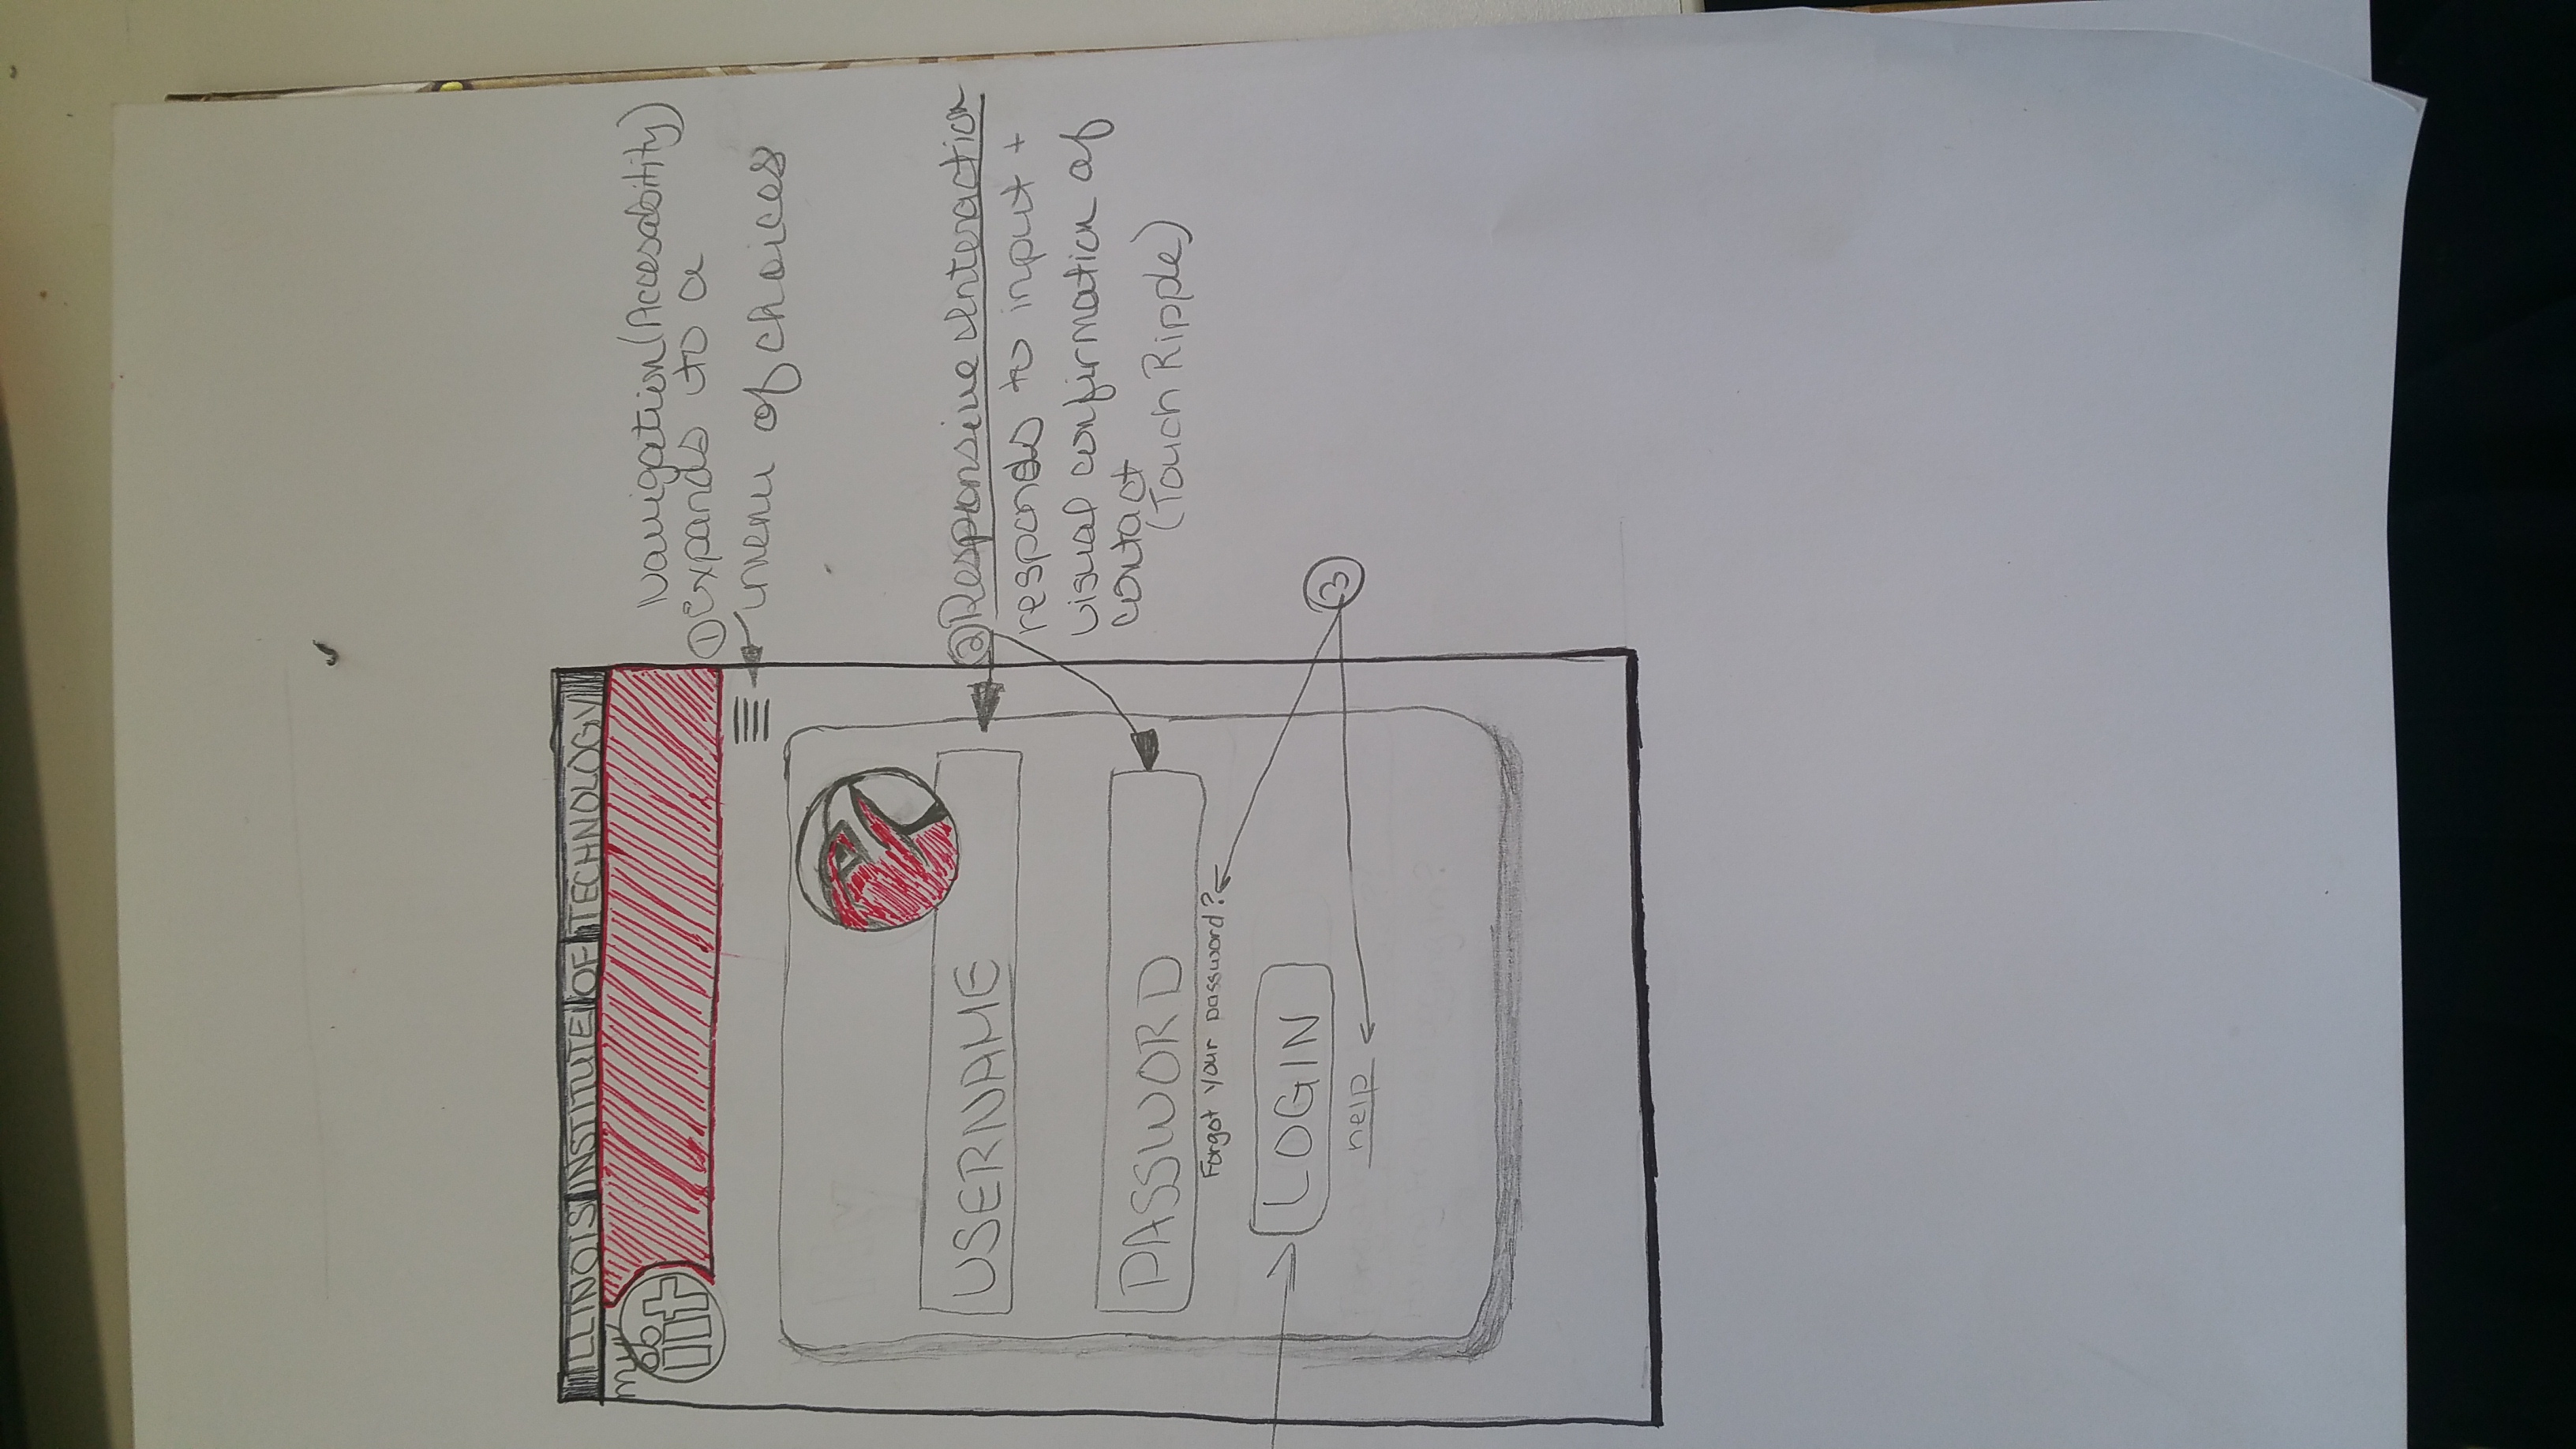 ILLINOIS INSTITUTE OF TECHNOLOGY
my
iit
Navigation (Accesability)
① Expands to a
menu of choices
USERNAME
② Responsive Interaction
responds to input +
visual confirmation of
contact
(Touch Ripple)
PASSWORD
Forgot your password?
LOGIN
③
help